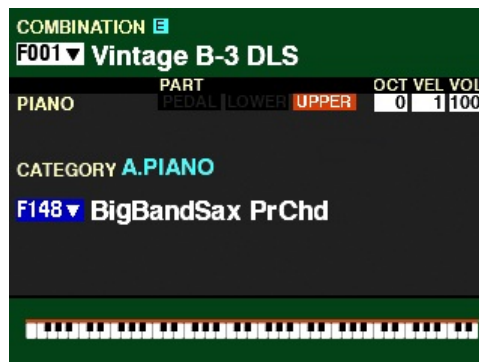 COMBINATION E
F001▼ Vintage B-3 DLS
PART OCT VEL VOL
PIANO PEDAL LOWER UPPER 0 1 100
CATEGORY A.PIANO
F148▼ BigBandSax PrChd